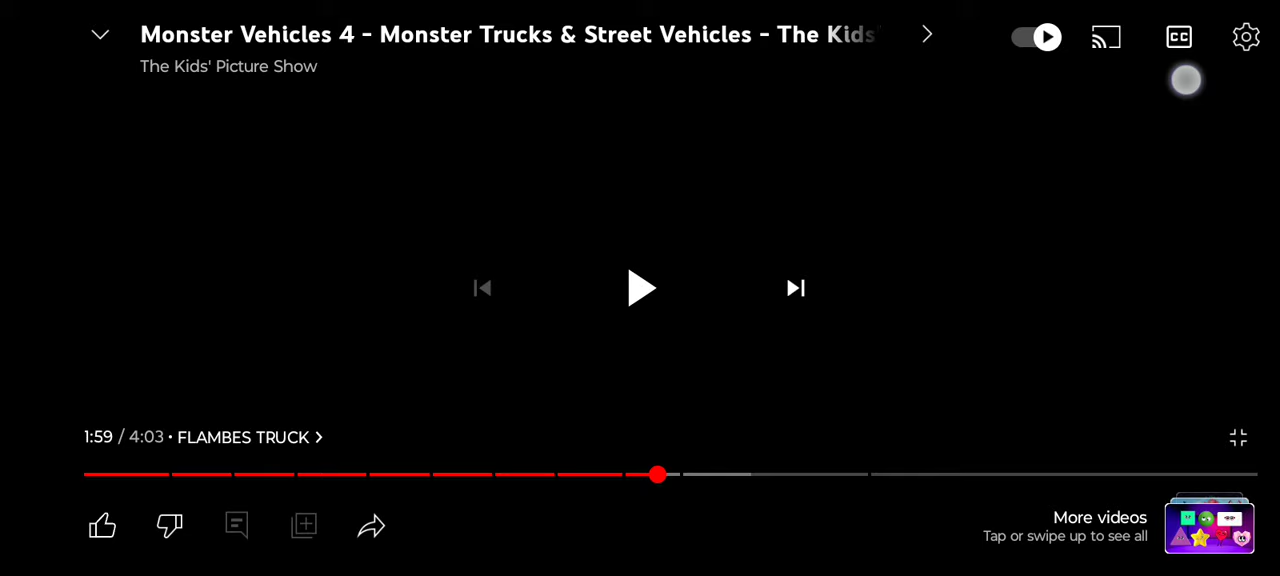 Monster Vehicles 4 - Monster Trucks & Street Vehicles - The Kids'
The Kids' Picture Show
CC
1:59 / 4:03 • FLAMBES TRUCK
More videos
Tap or swipe up to see all